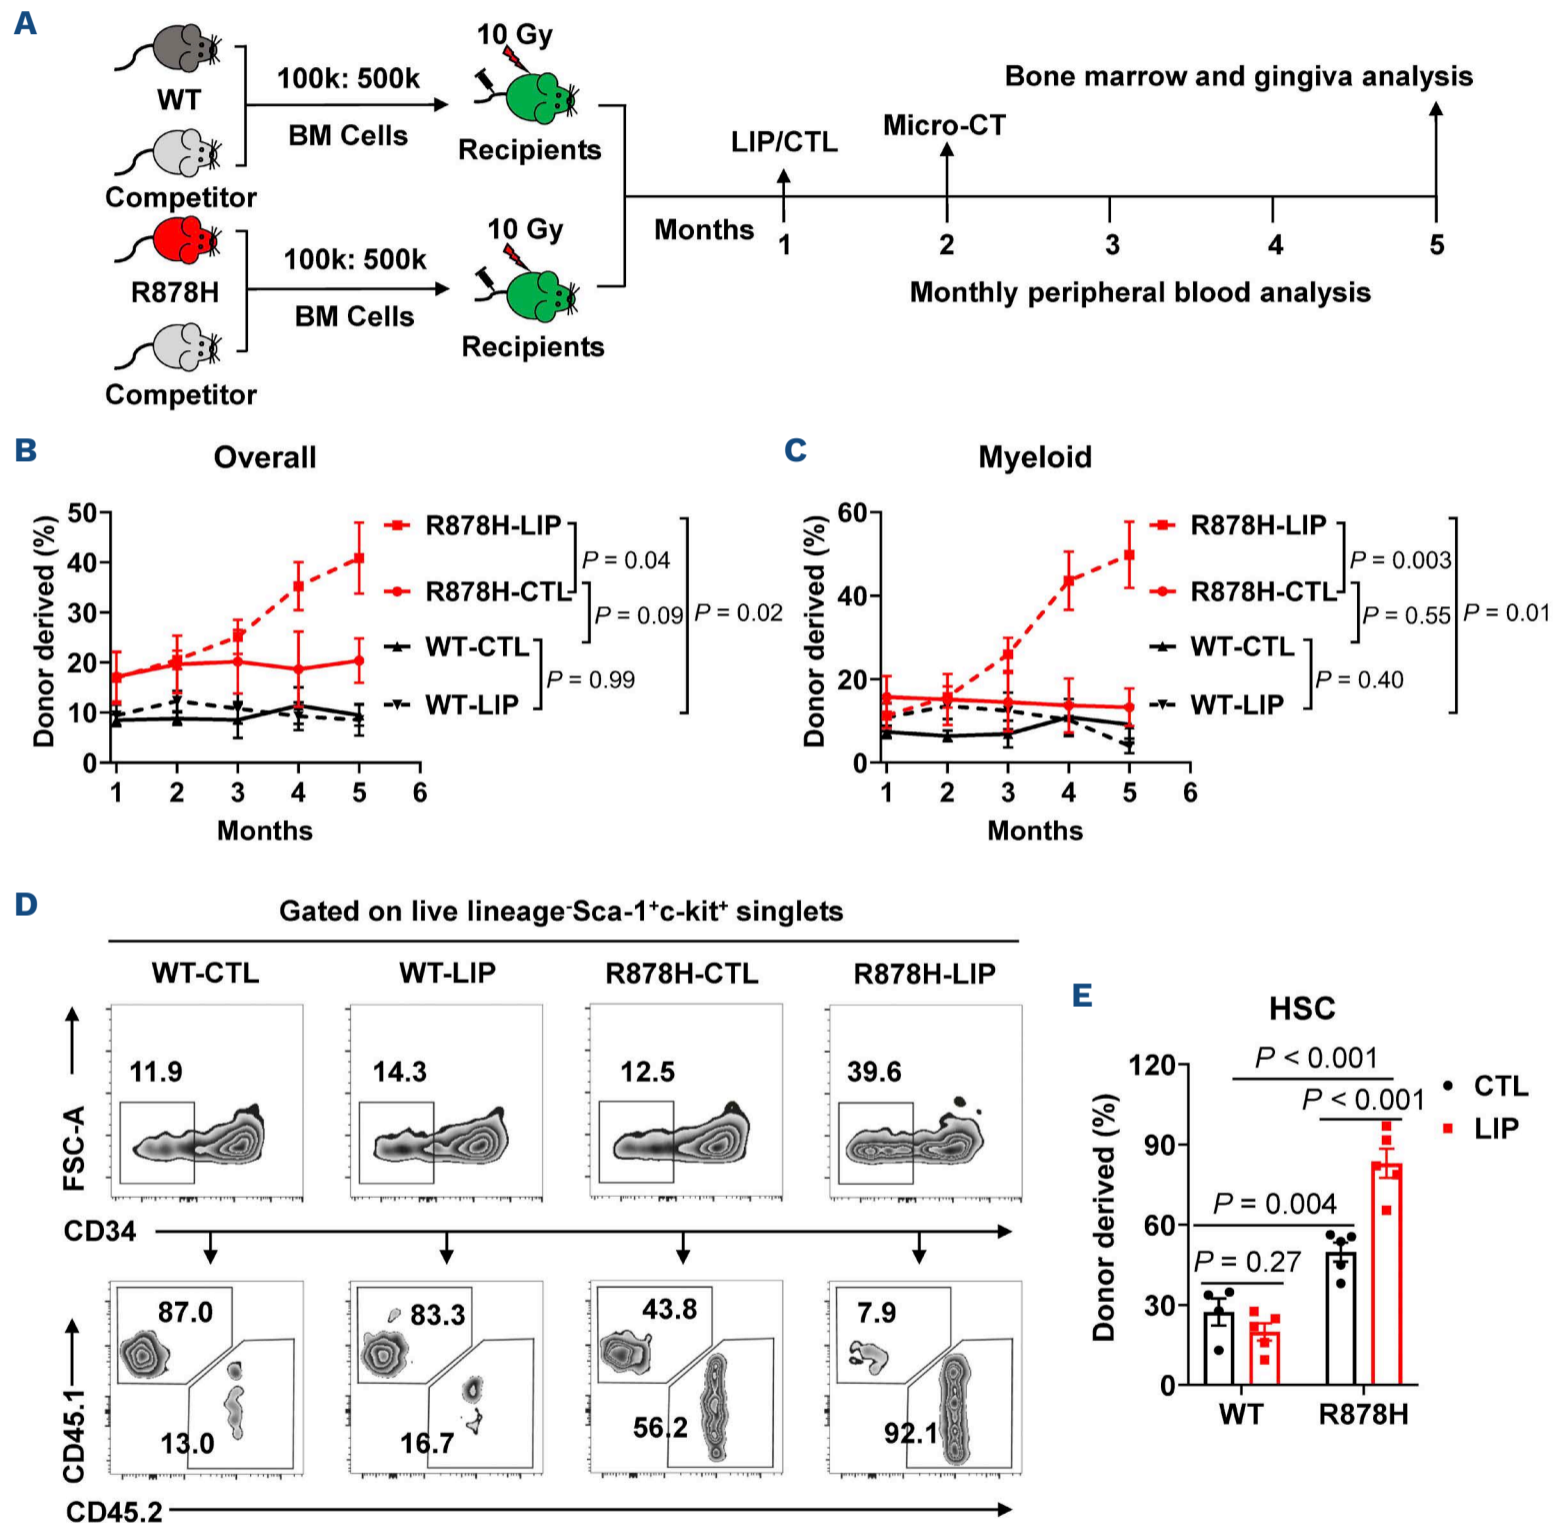 A
WT
Competitor
R878H
Competitor
100k: 500k
BM Cells
100k: 500k
BM Cells
10 Gy
Recipients
10 Gy
Recipients
LIP/CTL
Micro-CT
Bone marrow and gingiva analysis
Months 1 2 3 4 5
Monthly peripheral blood analysis
B
Overall
Donor derived (%)
50
40
30
20
10
0
1 2 3 4 5 6
Months
R878H-LIP
R878H-CTL
WT-CTL
WT-LIP
P = 0.04
P = 0.09
P = 0.02
P = 0.99
C
Myeloid
Donor derived (%)
60
40
20
0
1 2 3 4 5 6
Months
R878H-LIP
R878H-CTL
WT-CTL
WT-LIP
P = 0.003
P = 0.55
P = 0.01
P = 0.40
D
Gated on live lineage⁻Sca-1⁺c-kit⁺ singlets
WT-CTL WT-LIP R878H-CTL R878H-LIP
FSC-A
11.9 14.3 12.5 39.6
CD34
87.0 83.3 43.8 7.9
13.0 16.7 56.2 92.1
CD45.1
CD45.2
E
HSC
Donor derived (%)
120
90
60
30
0
P < 0.001
P < 0.001
P = 0.004
P = 0.27
WT R878H
CTL
LIP